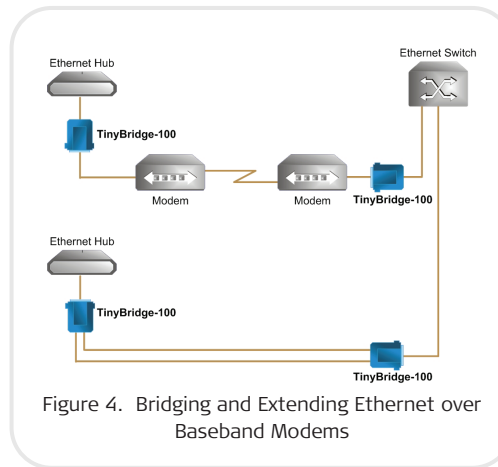 Ethernet Switch
Ethernet Hub
TinyBridge-100
Modem
Modem
TinyBridge-100
Ethernet Hub
TinyBridge-100
TinyBridge-100
Figure 4. Bridging and Extending Ethernet over
Baseband Modems